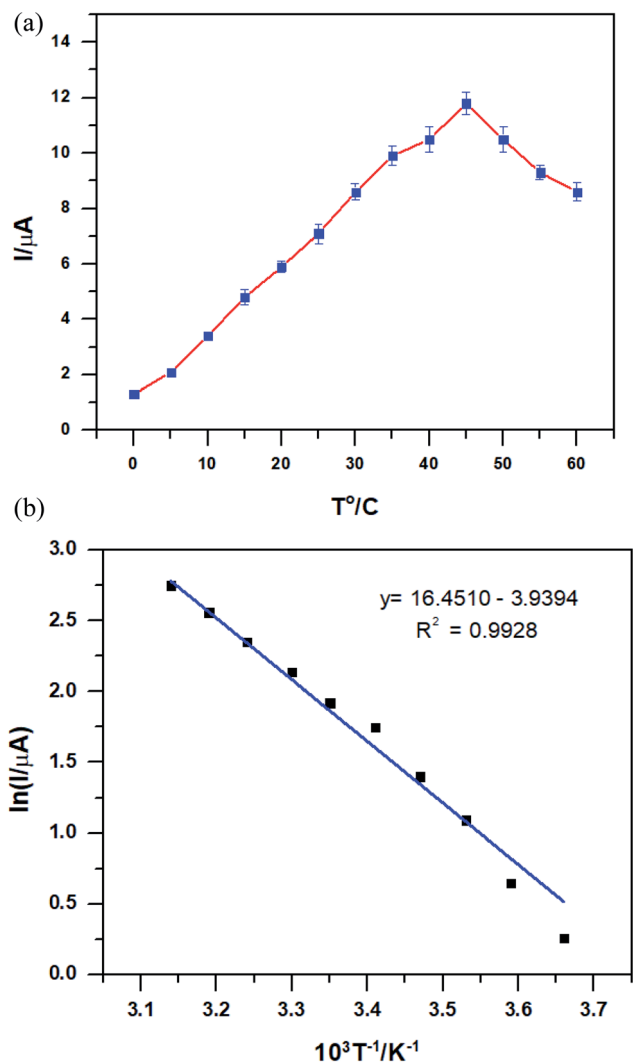 (a)
14
12
10
8
6
4
2
0
I/μA
0 10 20 30 40 50 60
T°/C
(b)
3.0
2.5
2.0
1.5
1.0
0.5
0.0
ln(I/μA)
y= 16.4510 - 3.9394
R² = 0.9928
3.1 3.2 3.3 3.4 3.5 3.6 3.7
10³T⁻¹/K⁻¹